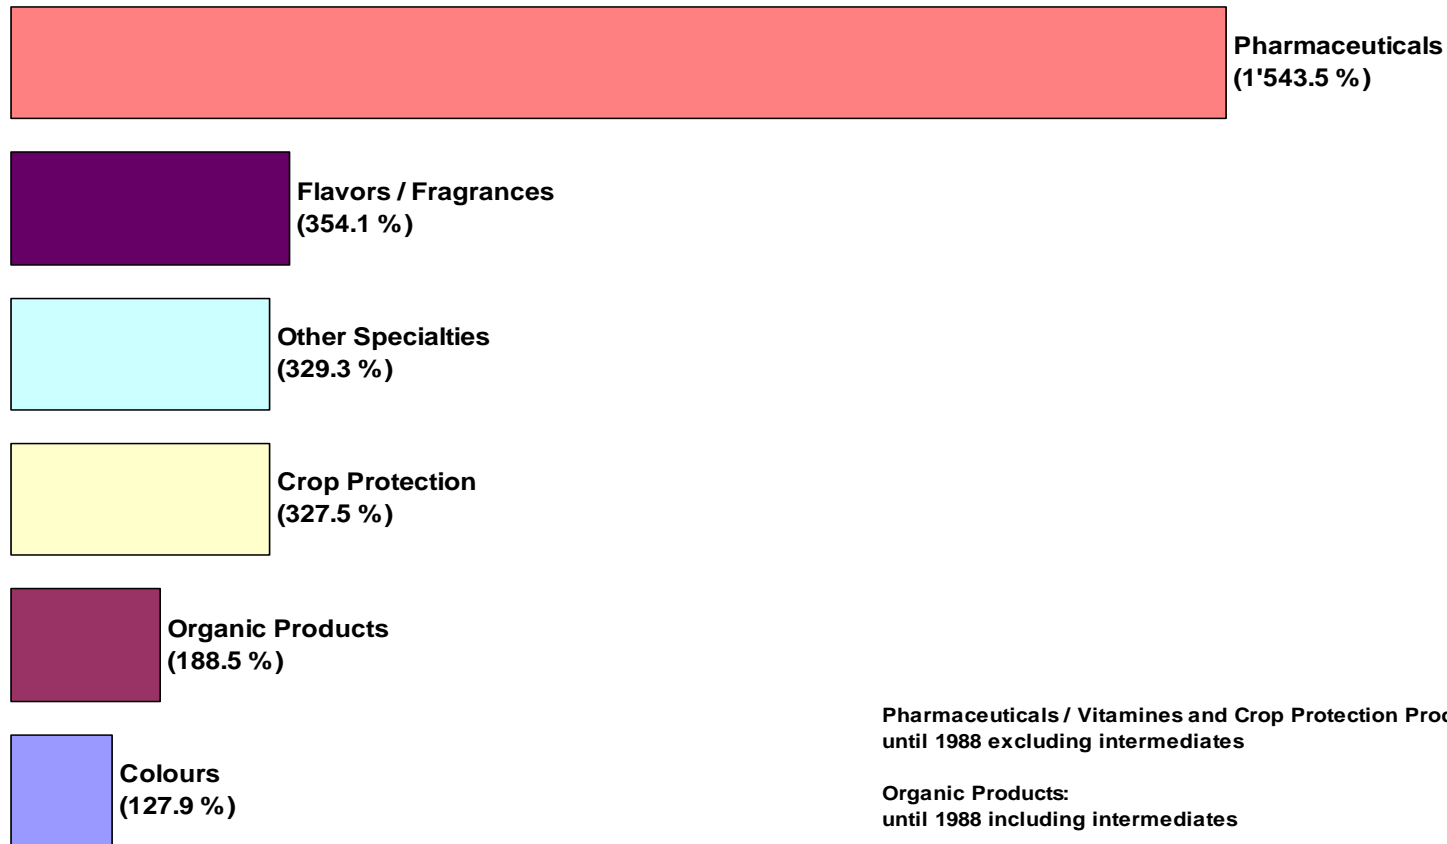 Pharmaceuticals
(1'543.5 %)
Flavors / Fragrances
(354.1 %)
Other Specialties
(329.3 %)
Crop Protection
(327.5 %)
Organic Products
(188.5 %)
Colours
(127.9 %)
Pharmaceuticals / Vitamines and Crop Protection
until 1988 excluding intermediates
Organic Products:
until 1988 including intermediates